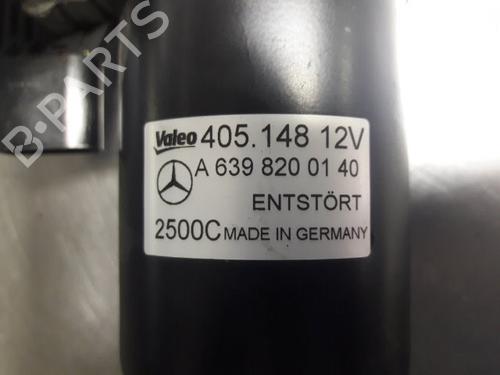 B-PARTS
Valeo 405.148 12V
A 639 820 01 40
ENTSTÖRT
2500C MADE IN GERMANY